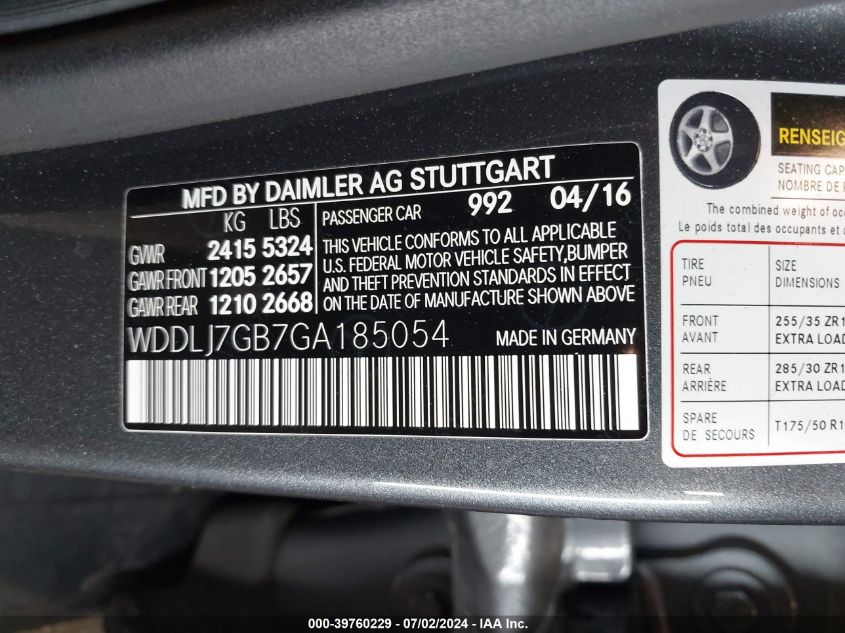 MFD BY DAIMLER AG STUTTGART
KG LBS
GVWR 2415 5324
GAWR FRONT 1205 2657
GAWR REAR 1210 2668
PASSENGER CAR 992 04/16
THIS VEHICLE CONFORMS TO ALL APPLICABLE
U.S. FEDERAL MOTOR VEHICLE SAFETY,BUMPER
AND THEFT PREVENTION STANDARDS IN EFFECT
ON THE DATE OF MANUFACTURE SHOWN ABOVE
WDDLJ7GB7GA185054 MADE IN GERMANY
RENSEIG
SEATING CAP
NOMBRE DE
The combined weight of oc
Le poids total des occupants et
TIRE SIZE
PNEU DIMENSIONS
FRONT 255/35 ZR1
AVANT EXTRA LOAD
REAR 285/30 ZR1
ARRIÈRE EXTRA LOAD
SPARE
DE SECOURS T175/50 R1
000-39760229 - 07/02/2024 - IAA Inc.